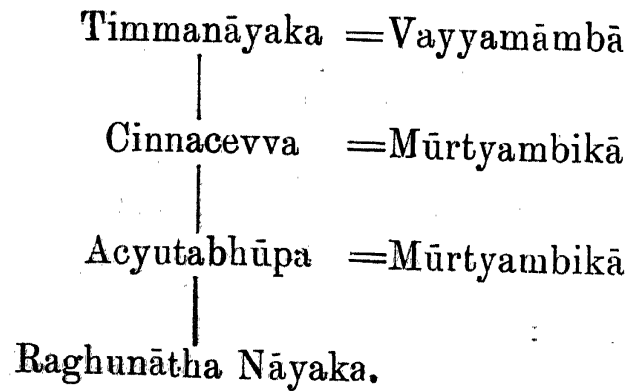 Timmanāyaka = Vayyamāmbā
Cinnacevva = Mūrtyambikā
Acyutabhūpa = Mūrtyambikā
Raghunātha Nāyaka.